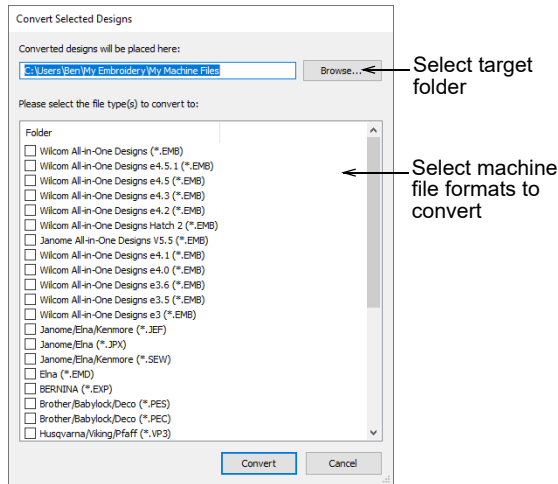 Convert Selected Designs
Converted designs will be placed here:
C:\Users\Ben\My Embroidery\My Machine Files
Browse...
Select target
folder
Please select the file type(s) to convert to:
Folder
Wilcom All-in-One Designs (*.EMB)
Wilcom All-in-One Designs e4.5.1 (*.EMB)
Wilcom All-in-One Designs e4.5 (*.EMB)
Wilcom All-in-One Designs e4.3 (*.EMB)
Wilcom All-in-One Designs e4.2 (*.EMB)
Wilcom All-in-One Designs Hatch 2 (*.EMB)
Janome All-in-One Designs V5.5 (*.EMB)
Wilcom All-in-One Designs e4.1 (*.EMB)
Wilcom All-in-One Designs e4.0 (*.EMB)
Wilcom All-in-One Designs e3.6 (*.EMB)
Wilcom All-in-One Designs e3.5 (*.EMB)
Wilcom All-in-One Designs e3 (*.EMB)
Janome/Elna/Kenmore (*.JEF)
Janome/Elna (*.JPX)
Janome/Elna/Kenmore (*.SEW)
Elna (*.EMD)
BERNINA (*.EXP)
Brother/Babylock/Deco (*.PES)
Brother/Babylock/Deco (*.PEC)
Husqvarna/Viking/Pfaff (*.VP3)
Select machine
file formats to
convert
Convert
Cancel